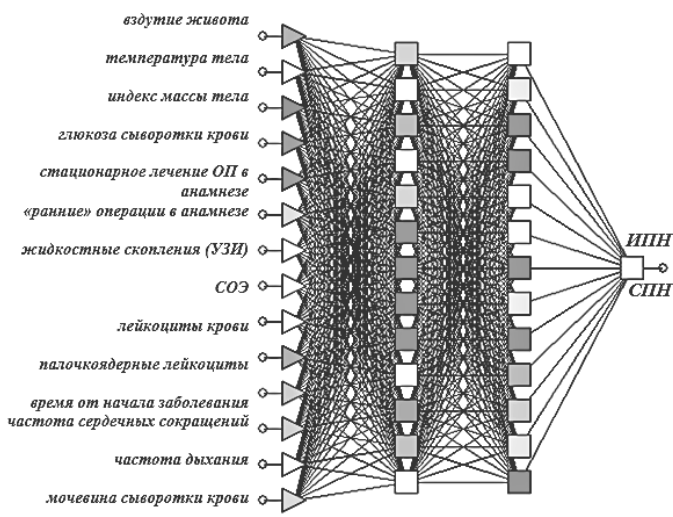 вздутие живота
температура тела
индекс массы тела
глюкоза сыворотки крови
стационарное лечение ОП в
анамнезе
«ранние» операции в анамнезе
жидкостные скопления (УЗИ)
СОЭ
лейкоциты крови
палочкоядерные лейкоциты
время от начала заболевания
частота сердечных сокращений
частота дыхания
мочевина сыворотки крови
ИПН
СПН